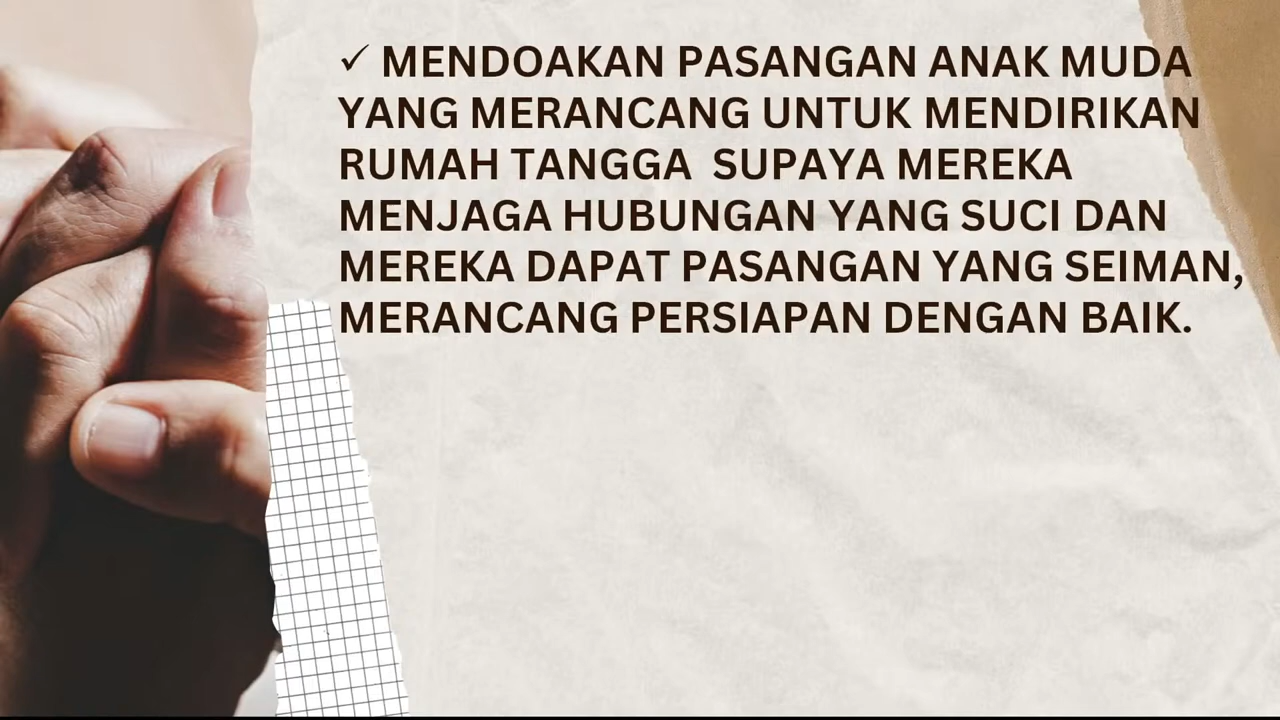 ✓ MENDOAKAN PASANGAN ANAK MUDA
YANG MERANCANG UNTUK MENDIRIKAN
RUMAH TANGGA  SUPAYA MEREKA
MENJAGA HUBUNGAN YANG SUCI DAN
MEREKA DAPAT PASANGAN YANG SEIMAN,
MERANCANG PERSIAPAN DENGAN BAIK.